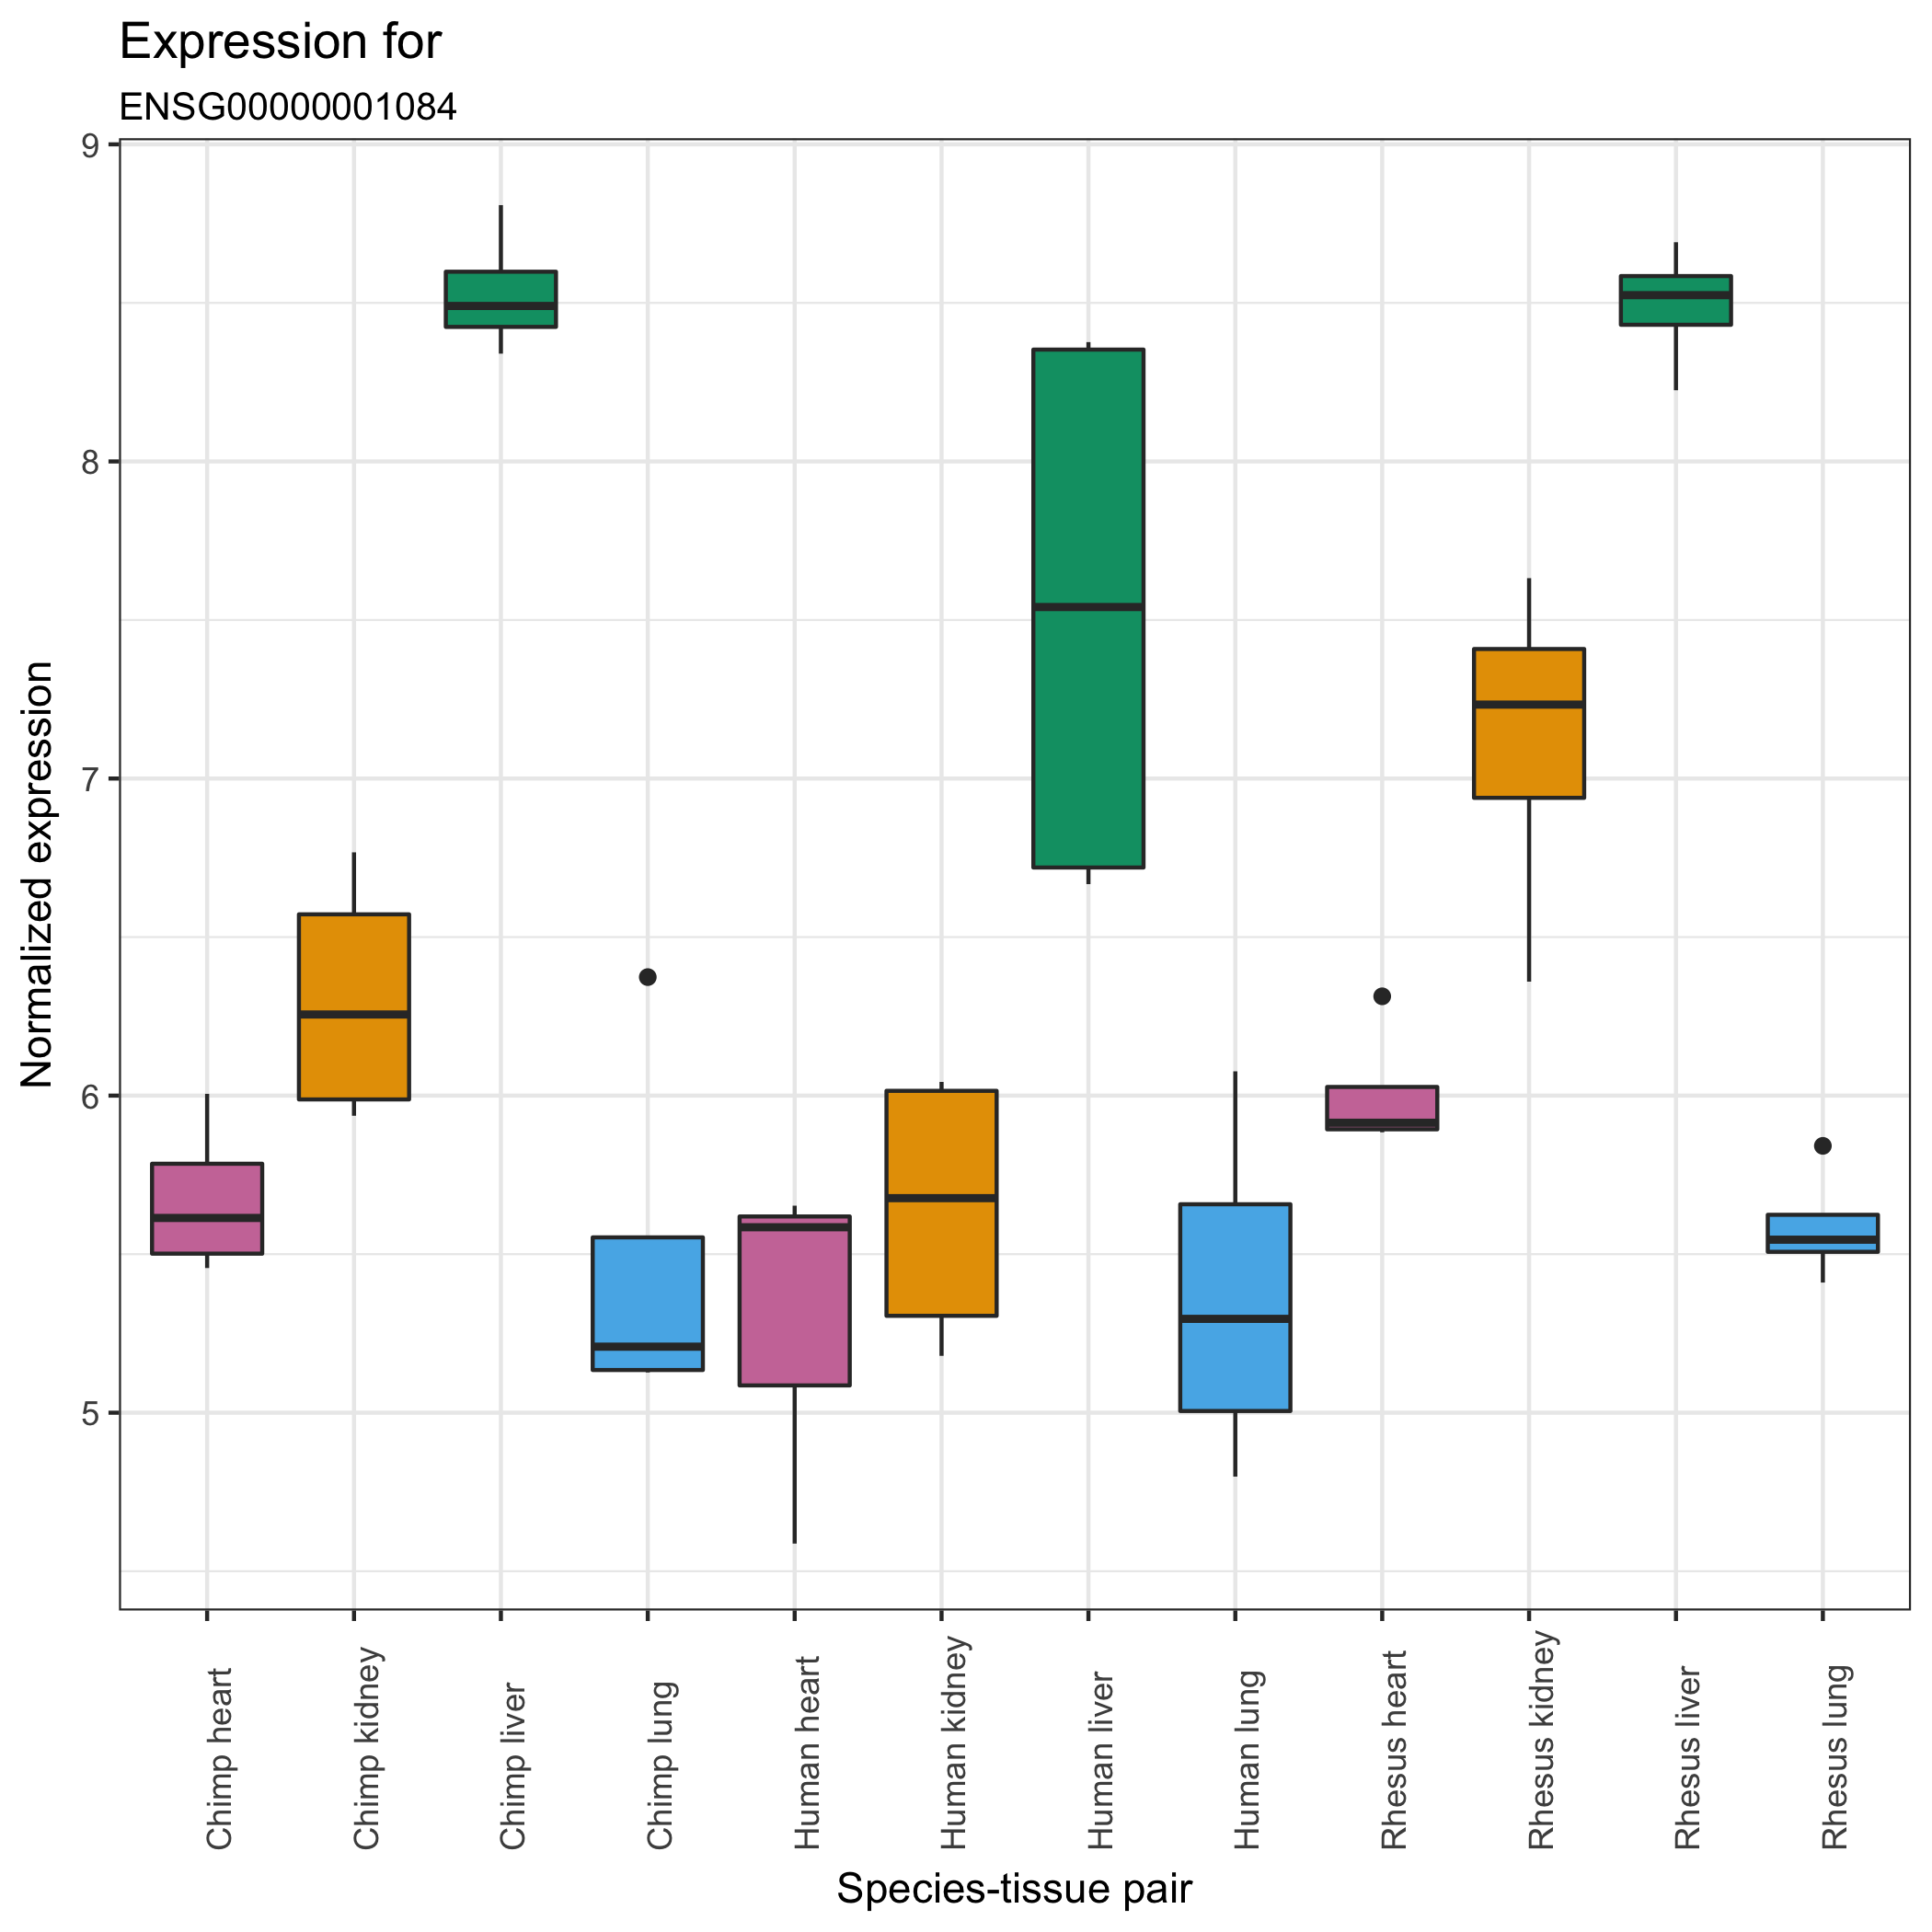 Expression for
ENSG00000001084
Normalized expression
9
8
7
6
5
Chimp heart
Chimp kidney
Chimp liver
Chimp lung
Human heart
Human kidney
Human liver
Human lung
Rhesus heart
Rhesus kidney
Rhesus liver
Rhesus lung
Species-tissue pair